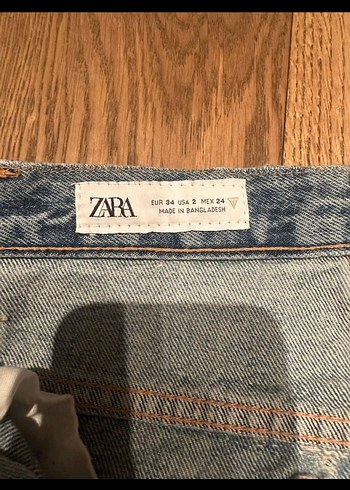 ZARA
EUR 34 USA 2 MEX 24
MADE IN BANGLADESH